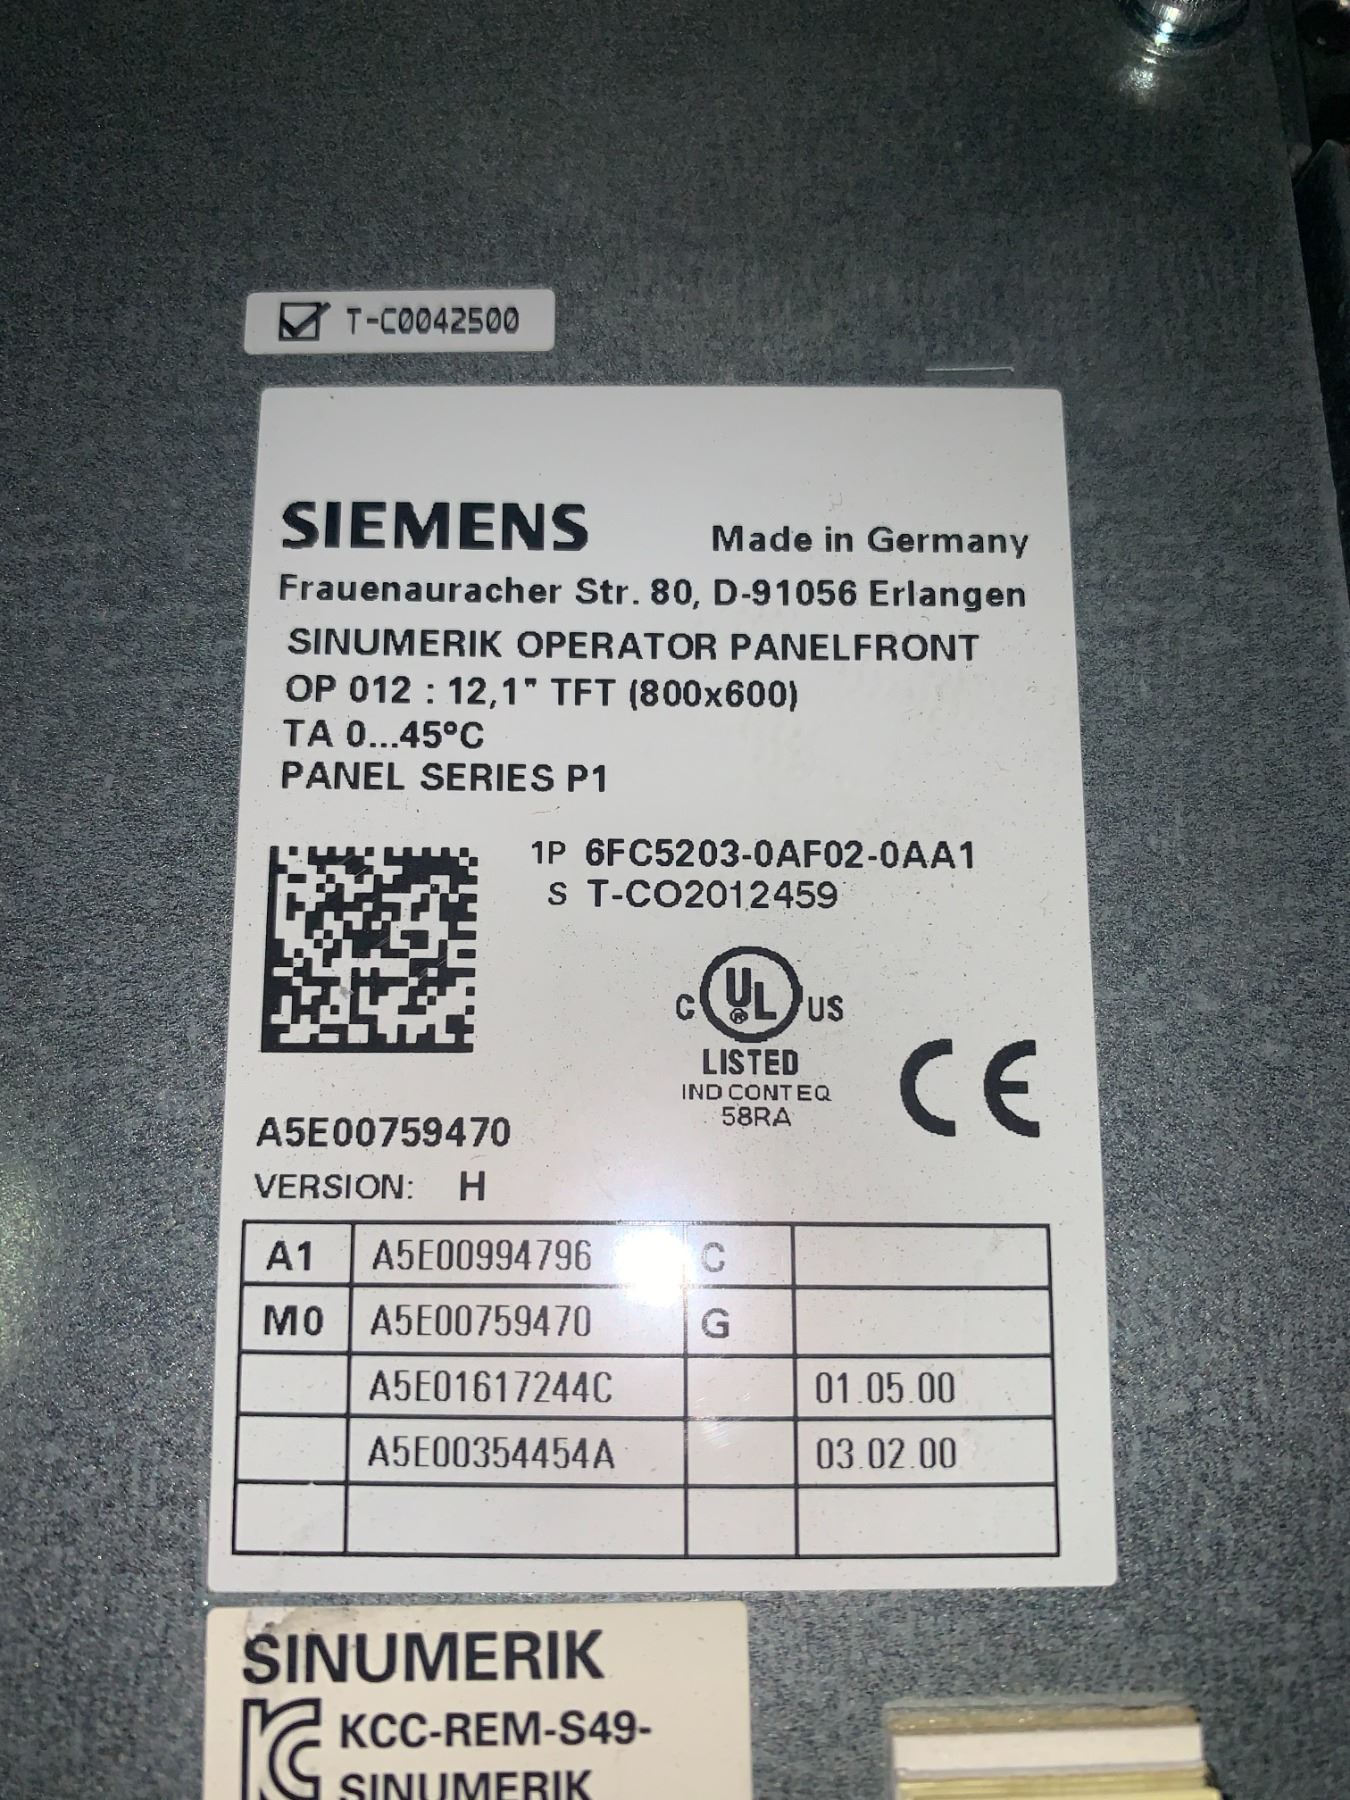 T-C0042500
SIEMENS Made in Germany
Frauenauracher Str. 80, D-91056 Erlangen
SINUMERIK OPERATOR PANELFRONT
OP 012 : 12,1" TFT (800x600)
TA 0...45°C
PANEL SERIES P1
1P 6FC5203-0AF02-0AA1
S T-CO2012459
C UL® US
LISTED
IND CONT EQ
58RA
CE
A5E00759470
VERSION: H
A1 A5E00994796 C
M0 A5E00759470 G
A5E01617244C 01.05.00
A5E00354454A 03.02.00
SINUMERIK
KCC-REM-S49-
SINUMERIK